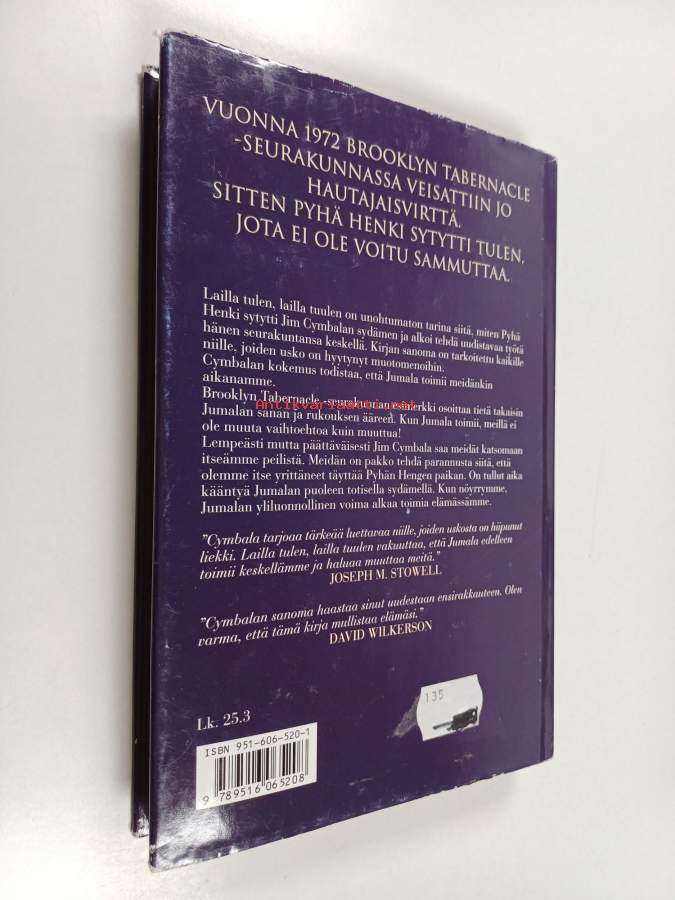 VUONNA 1972 BROOKLYN TABERNACLE
-SEURAKUNNASSA VEISATTIIN JO
HAUTAJAISVIRTTÄ.
SITTEN PYHÄ HENKI SYTYTTI TULEN,
JOTA EI OLE VOITU SAMMUTTAA.
Lailla tulen, lailla tuulen on unohtumaton tarina siitä, miten Pyhä
Henki sytytti Jim Cymbalan sydämen ja alkoi tehdä uudistavaa työtä
hänen seurakuntansa keskellä. Kirjan sanoma on tarkoitettu kaikille
niille, joiden usko on hyytynyt muotomenoihin.
Cymbalan kokemus todistaa, että Jumala toimii meidänkin
aikanamme.
Brooklyn Tabernacle -seurakunnan esimerkki osoittaa tietä takaisin
Antikvariaatti.net
Jumalan sanan ja rukouksen ääreen. Kun Jumala toimii, meillä ei
ole muuta vaihtoehtoa kuin muuttua!
Lempeästi mutta päättäväisesti Jim Cymbala saa meidät katsomaan
itseämme peilistä. Meidän on pakko tehdä parannusta siitä, että
olemme itse yrittäneet täyttää Pyhän Hengen paikan. On tullut aika
kääntyä Jumalan puoleen totisella sydämellä. Kun nöyrrymme,
Jumalan yliluonnollinen voima alkaa toimia elämässämme.
"Cymbala tarjoaa tärkeää luettavaa niille, joiden uskosta on hiipunut
liekki. Lailla tulen, lailla tuulen vakuuttaa, että Jumala edelleen
toimii keskellämme ja haluaa muuttaa meitä."
JOSEPH M. STOWELL
"Cymbalan sanoma haastaa sinut uudestaan ensirakkauteen. Olen
varma, että tämä kirja mullistaa elämäsi."
DAVID WILKERSON
135
Lk. 25.3
ISBN 951-606-520-1
9 789516 065208